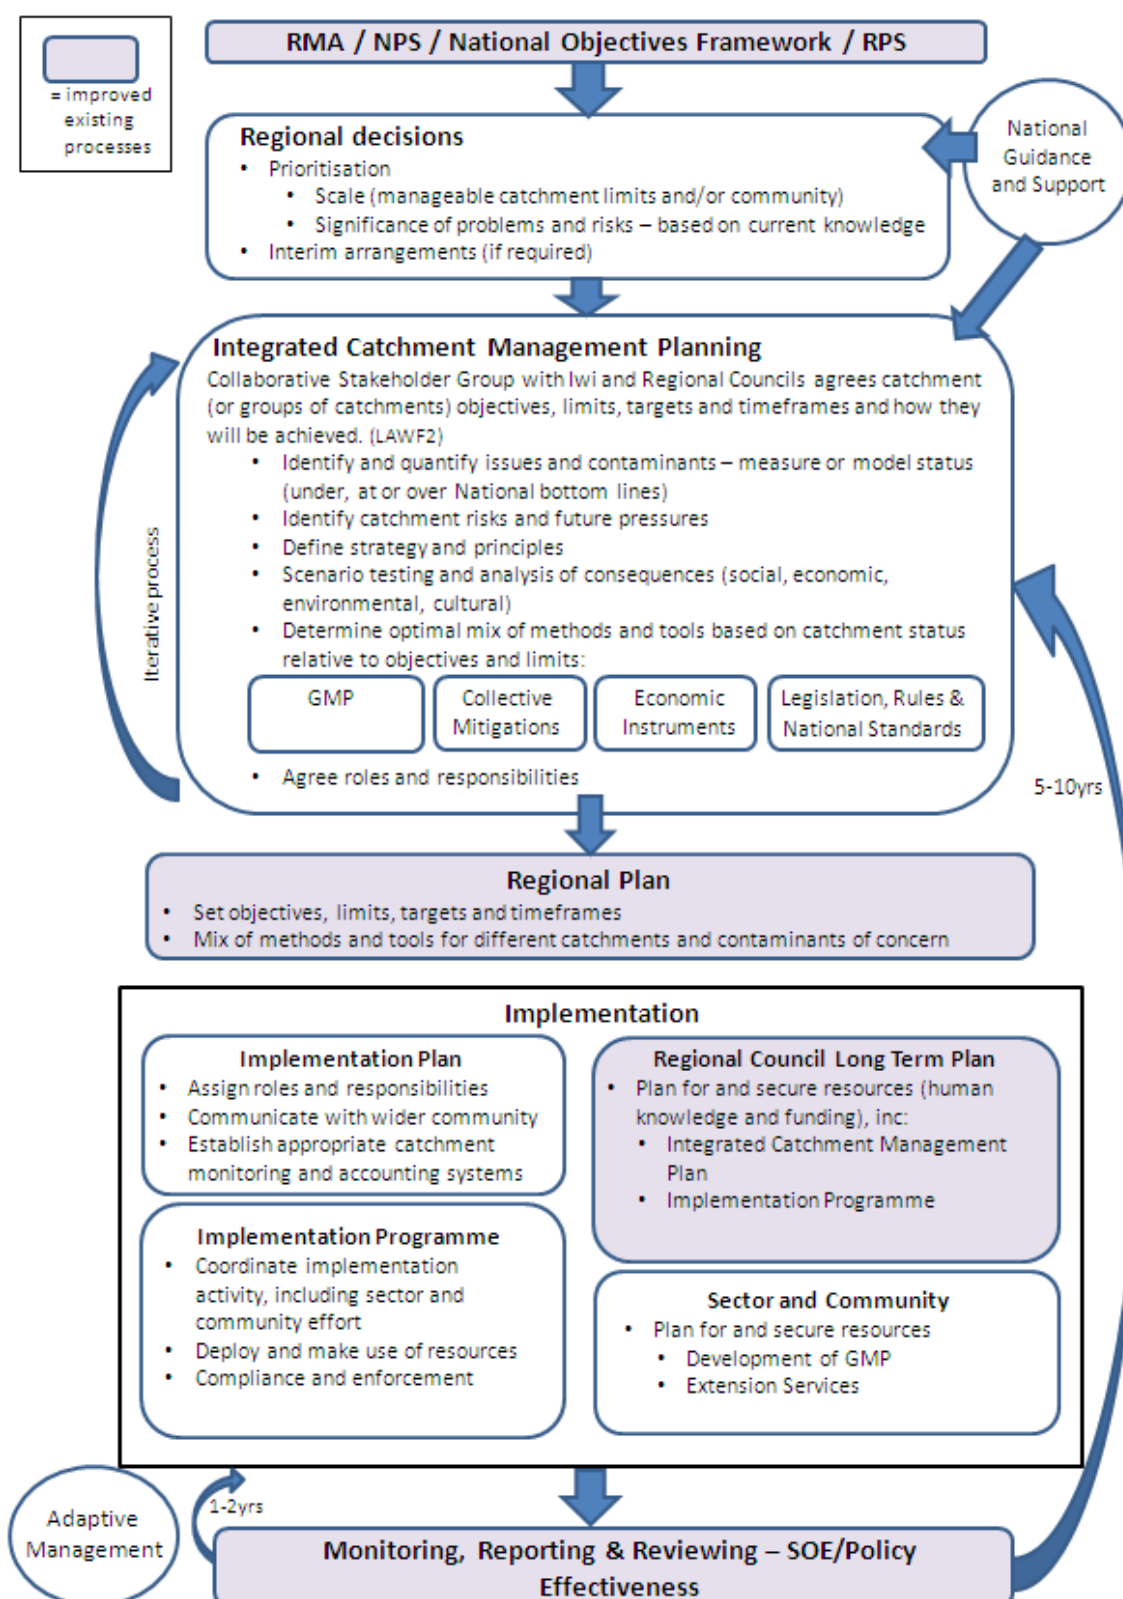 RMA / NPS / National Objectives Framework / RPS
= improved
existing
processes
Regional decisions
• Prioritisation
• Scale (manageable catchment limits and/or community)
• Significance of problems and risks – based on current knowledge
• Interim arrangements (if required)
National
Guidance
and Support
Integrated Catchment Management Planning
Collaborative Stakeholder Group with Iwi and Regional Councils agrees catchment
(or groups of catchments) objectives, limits, targets and timeframes and how they
will be achieved. (LAWF2)
• Identify and quantify issues and contaminants – measure or model status
(under, at or over National bottom lines)
• Identify catchment risks and future pressures
• Define strategy and principles
• Scenario testing and analysis of consequences (social, economic,
environmental, cultural)
• Determine optimal mix of methods and tools based on catchment status
relative to objectives and limits:
GMP
Collective
Mitigations
Economic
Instruments
Legislation, Rules &
National Standards
• Agree roles and responsibilities
Iterative process
5-10yrs
Regional Plan
• Set objectives, limits, targets and timeframes
• Mix of methods and tools for different catchments and contaminants of concern
Implementation
Implementation Plan
• Assign roles and responsibilities
• Communicate with wider community
• Establish appropriate catchment
monitoring and accounting systems
Regional Council Long Term Plan
• Plan for and secure resources (human
knowledge and funding), inc:
• Integrated Catchment Management
Plan
• Implementation Programme
Implementation Programme
• Coordinate implementation
activity, including sector and
community effort
• Deploy and make use of resources
• Compliance and enforcement
Sector and Community
• Plan for and secure resources
• Development of GMP
• Extension Services
Adaptive
Management
1-2yrs
Monitoring, Reporting & Reviewing – SOE/Policy
Effectiveness